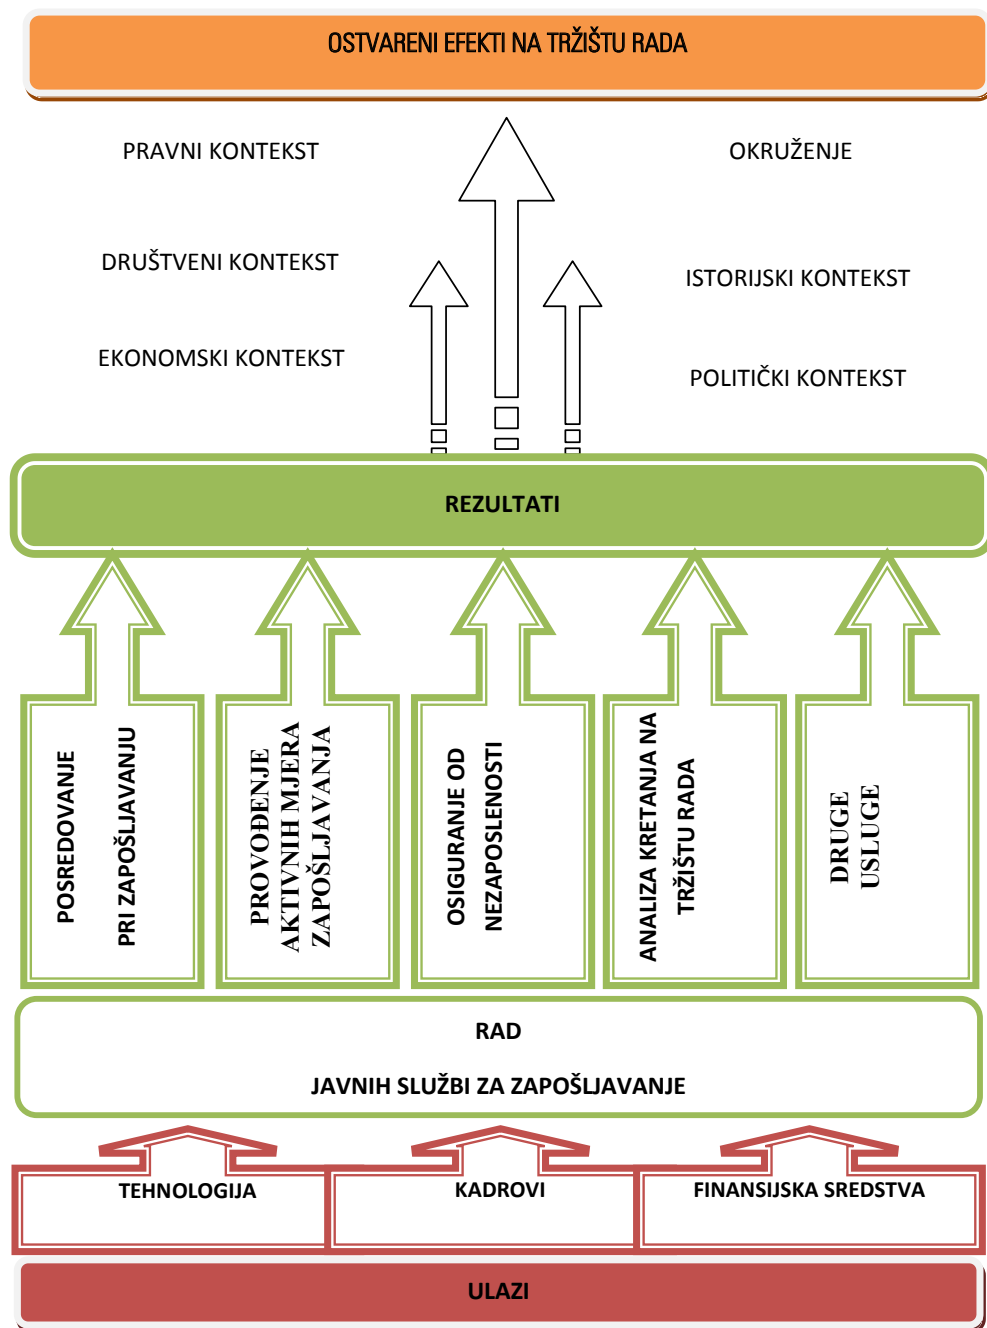 OSTVARENI EFEKTI NA TRŽIŠTU RADA
PRAVNI KONTEKST
OKRUŽENJE
DRUŠTVENI KONTEKST
ISTORIJSKI KONTEKST
EKONOMSKI KONTEKST
POLITIČKI KONTEKST
REZULTATI
POSREDOVANJE
PRI ZAPOŠLJAVANJU
PROVOĐENJE
AKTIVNIH MJERA
ZAPOŠLJAVANJA
OSIGURANJE OD
NEZAPOSLENOSTI
ANALIZA KRETANJA NA
TRŽIŠTU RADA
DRUGE
USLUGE
RAD
JAVNIH SLUŽBI ZA ZAPOŠLJAVANJE
TEHNOLOGIJA
KADROVI
FINANSIJSKA SREDSTVA
ULAZI